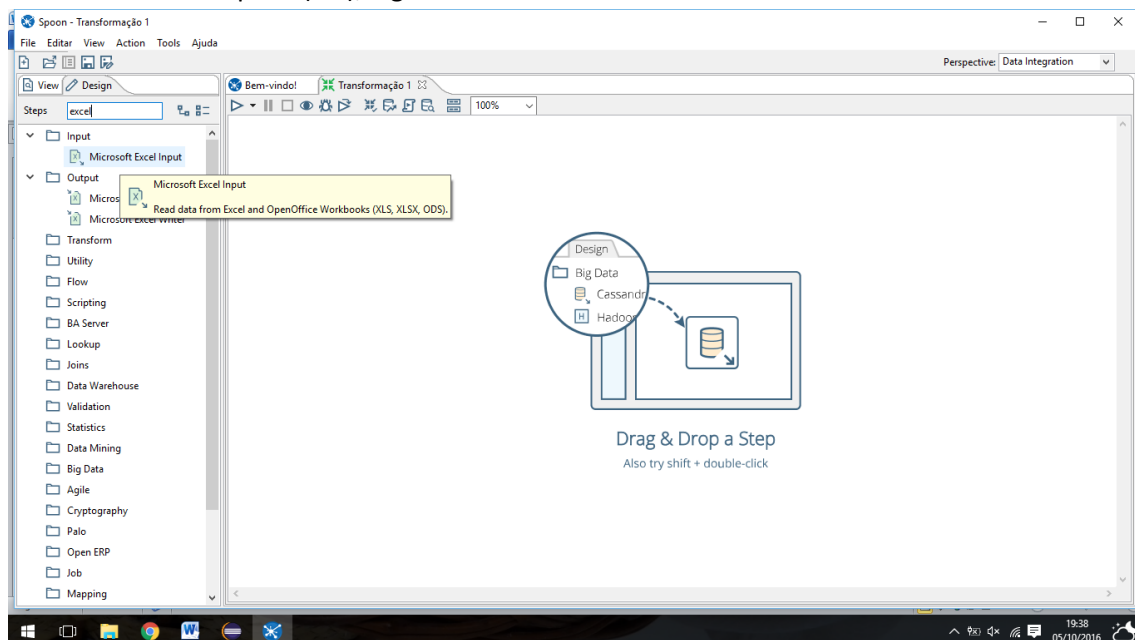 Spoon - Transformação 1
File Editar View Action Tools Ajuda
Perspective: Data Integration
View Design
Bem-vindo! Transformação 1
Steps excel
100%
Input
Microsoft Excel Input
Output
Microsoft Excel Input
Read data from Excel and OpenOffice Workbooks (XLS, XLSX, ODS).
Micros
Microsoft Excel Writer
Transform
Utility
Flow
Scripting
BA Server
Lookup
Joins
Data Warehouse
Validation
Statistics
Data Mining
Big Data
Agile
Cryptography
Palo
Open ERP
Job
Mapping
Design
Big Data
Cassandr
Hadoop
Drag & Drop a Step
Also try shift + double-click
19:38
05/10/2016